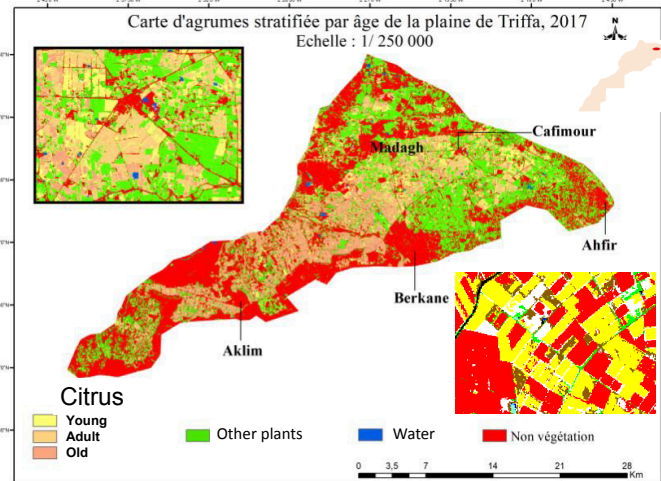 Carte d'agrumes stratifiée par âge de la plaine de Triffa, 2017
Echelle : 1/ 250 000
N
Cafimour
Madagh
Ahfir
Berkane
Aklim
Citrus
Young
Adult
Old
Other plants
Water
Non végétation
0 3,5 7 14 21 28
Km